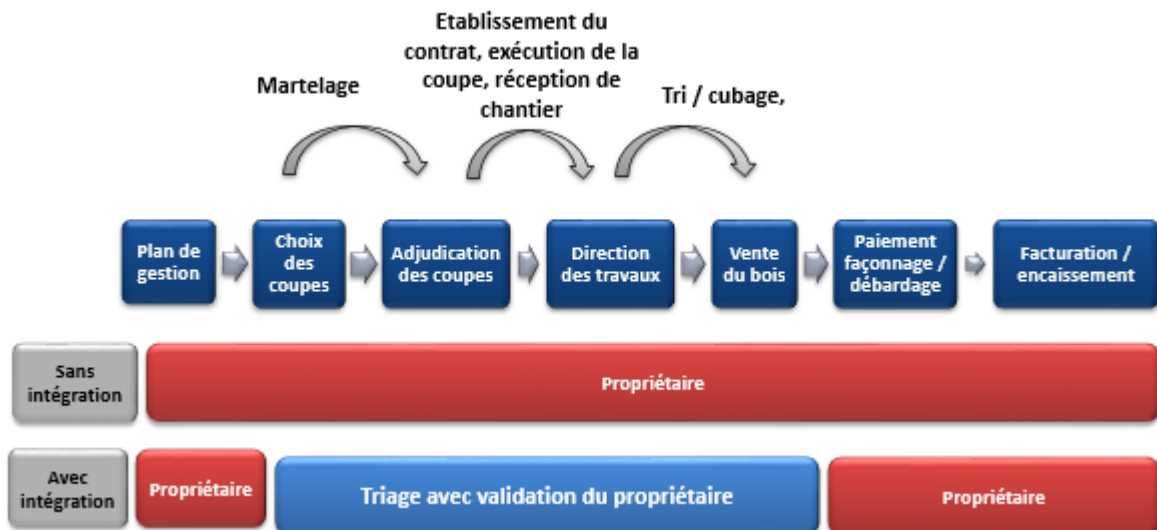 Martelage
Etablissement du
contrat, exécution de la
coupe, réception de
chantier
Tri / cubage,
Plan de
gestion
Choix
des
coupes
Adjudication
des coupes
Direction
des travaux
Vente
du bois
Paiement
façonnage /
débardage
Facturation /
encaissement
Sans
intégration
Propriétaire
Avec
intégration
Propriétaire
Triage avec validation du propriétaire
Propriétaire